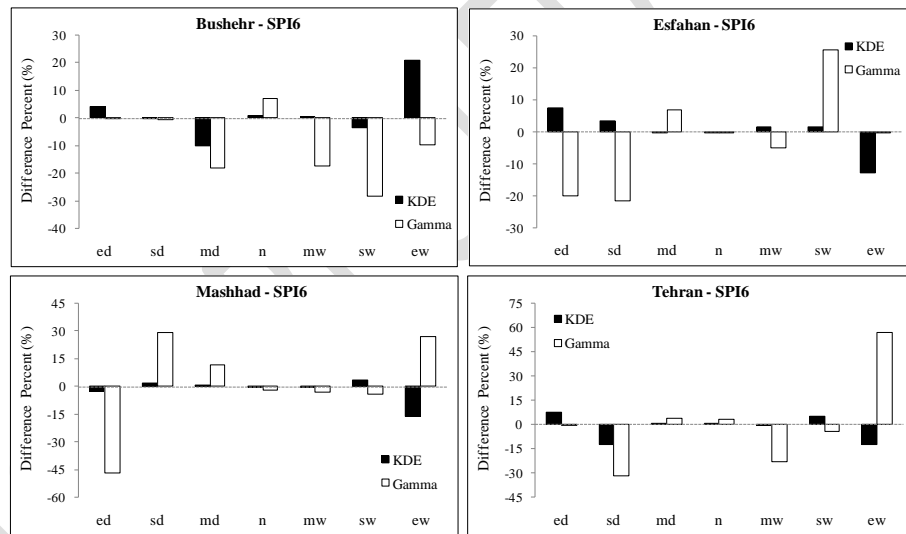 Bushehr - SPI6
Difference Percent (%)
30
20
10
0
-10
-20
-30
-40
KDE
Gamma
ed sd md n mw sw ew
Esfahan - SPI6
Difference Percent (%)
30
20
10
0
-10
-20
-30
KDE
Gamma
ed sd md n mw sw ew
Mashhad - SPI6
Difference Percent (%)
45
30
15
0
-15
-30
-45
-60
KDE
Gamma
ed sd md n mw sw ew
Tehran - SPI6
Difference Percent (%)
75
60
45
30
15
0
-15
-30
-45
KDE
Gamma
ed sd md n mw sw ew